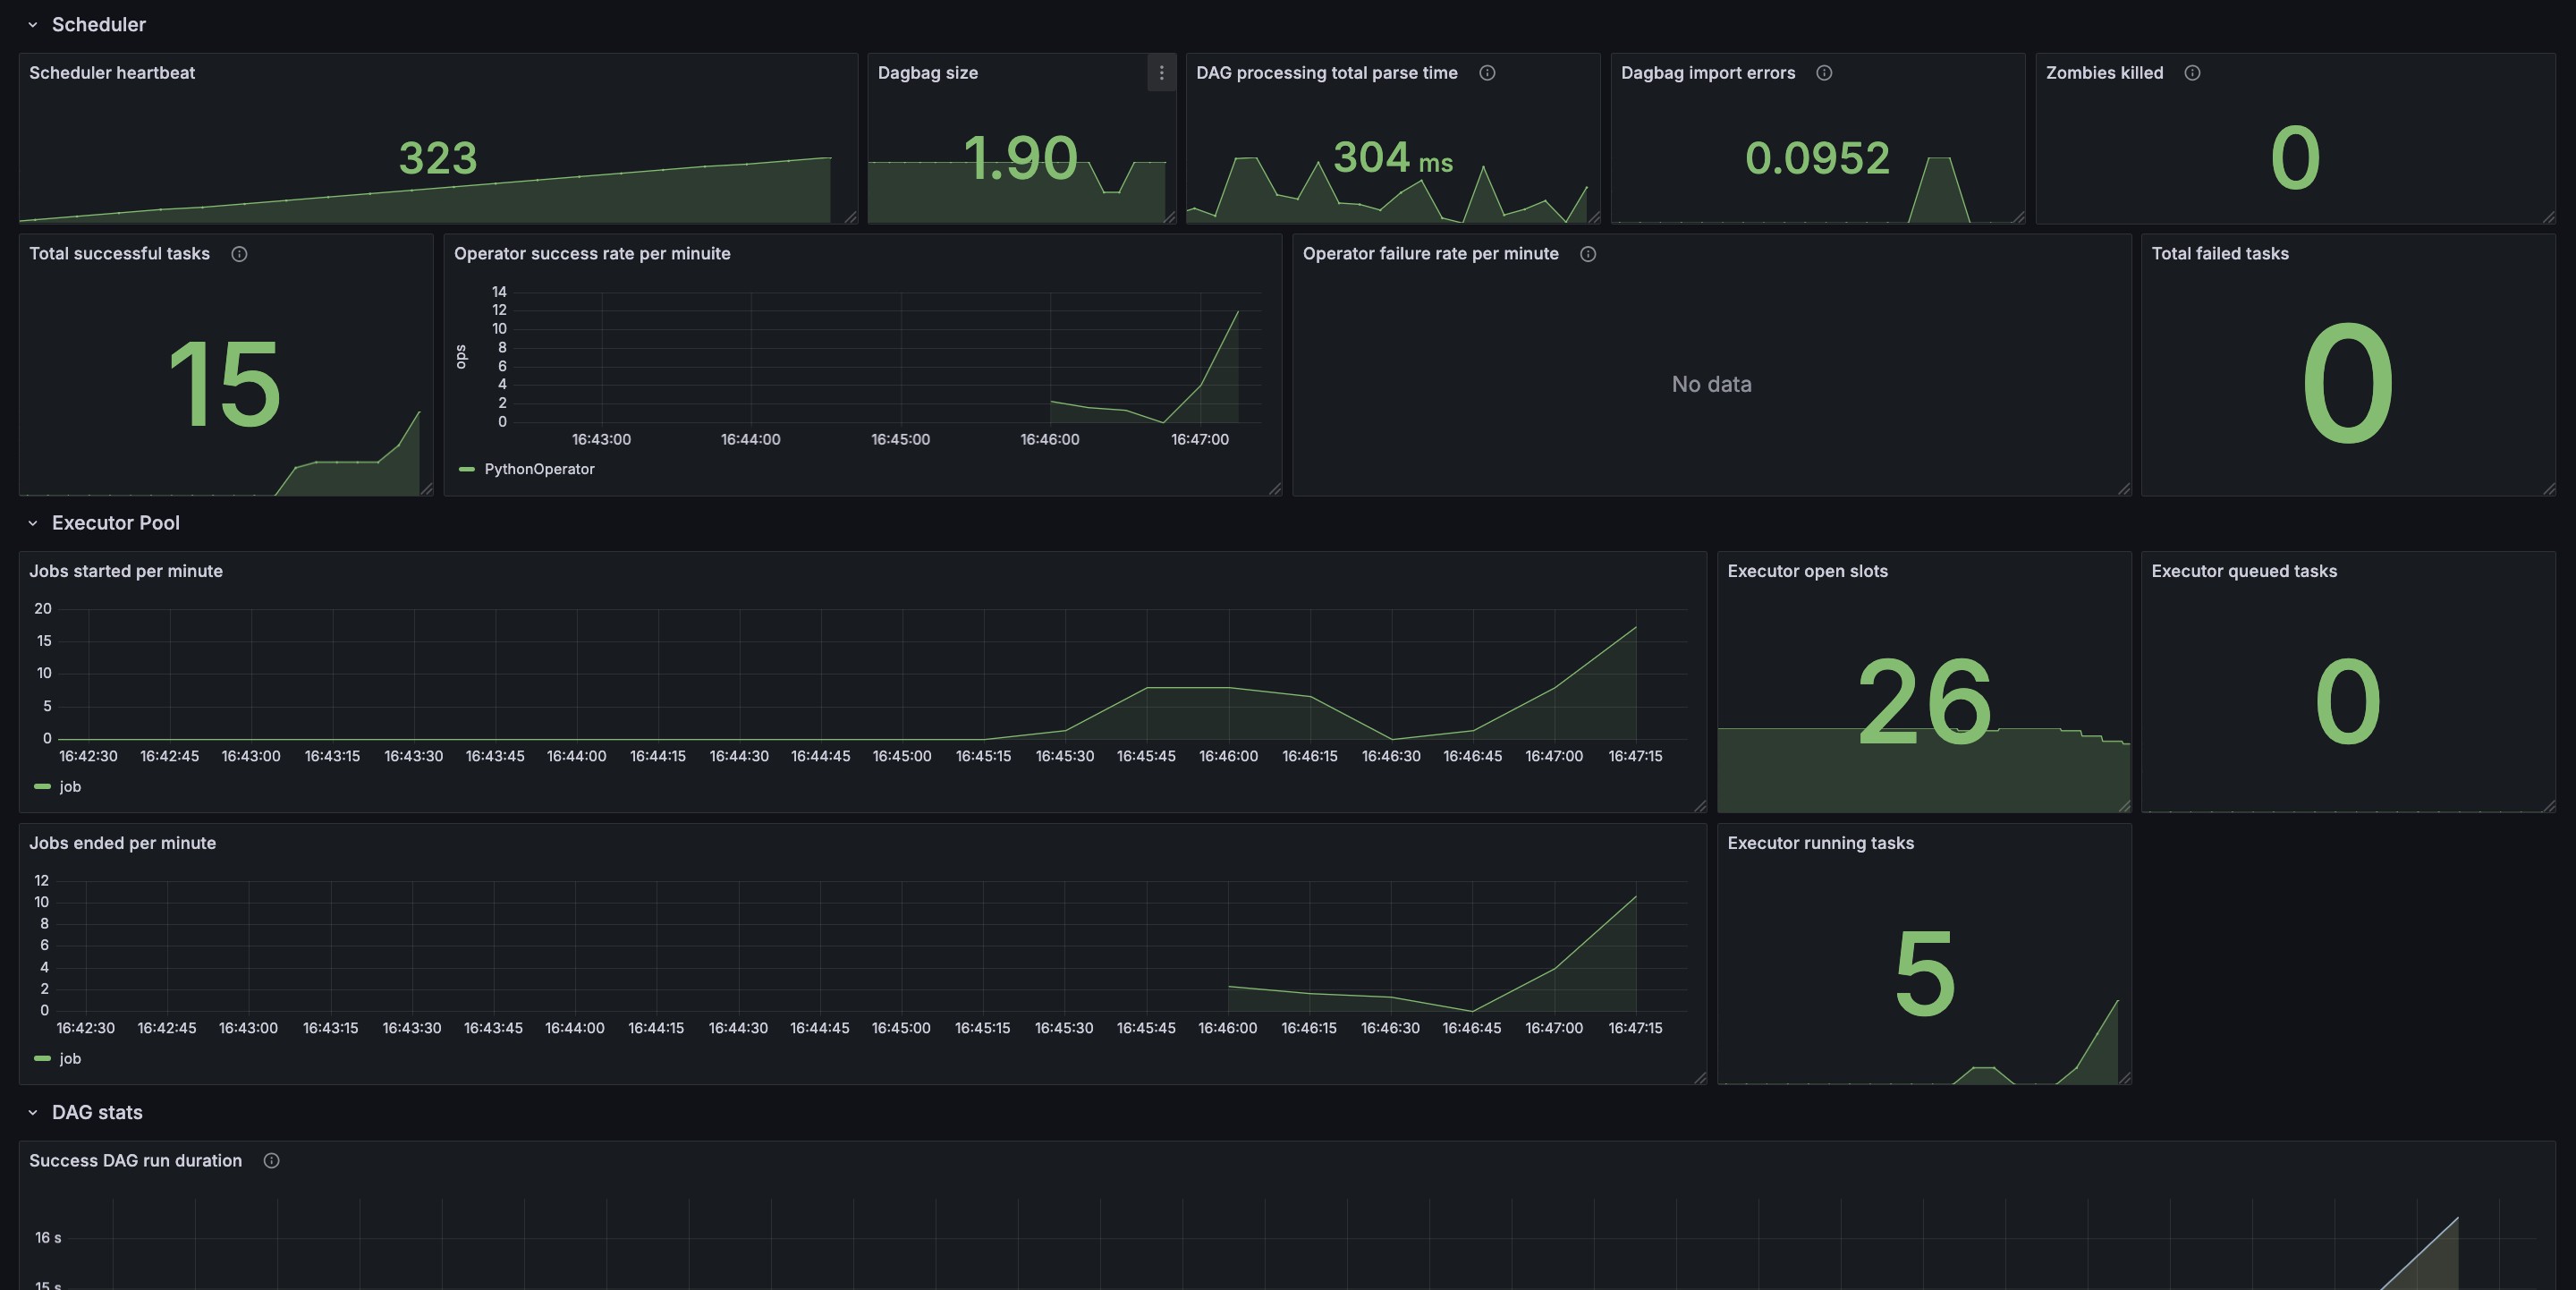 Scheduler
Scheduler heartbeat
323
Dagbag size
1.90
DAG processing total parse time
304 ms
Dagbag import errors
0.0952
Zombies killed
0
Total successful tasks
15
Operator success rate per minuite
14
12
10
8
6
4
2
0
ops
16:43:00 16:44:00 16:45:00 16:46:00 16:47:00
PythonOperator
Operator failure rate per minute
No data
Total failed tasks
0
Executor Pool
Jobs started per minute
20
15
10
5
0
16:42:30 16:42:45 16:43:00 16:43:15 16:43:30 16:43:45 16:44:00 16:44:15 16:44:30 16:44:45 16:45:00 16:45:15 16:45:30 16:45:45 16:46:00 16:46:15 16:46:30 16:46:45 16:47:00 16:47:15
job
Executor open slots
26
Executor queued tasks
0
Jobs ended per minute
12
10
8
6
4
2
0
16:42:30 16:42:45 16:43:00 16:43:15 16:43:30 16:43:45 16:44:00 16:44:15 16:44:30 16:44:45 16:45:00 16:45:15 16:45:30 16:45:45 16:46:00 16:46:15 16:46:30 16:46:45 16:47:00 16:47:15
job
Executor running tasks
5
DAG stats
Success DAG run duration
16 s
15 s